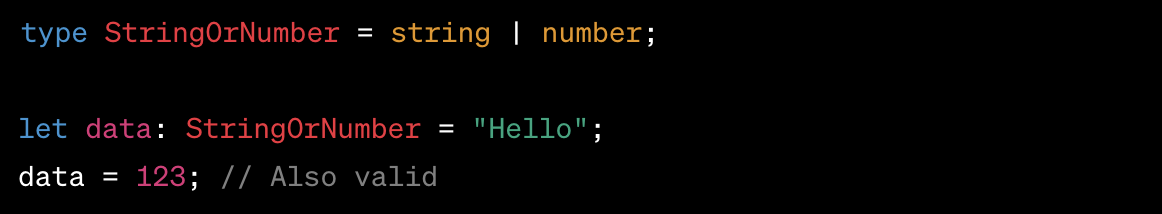 type StringOrNumber = string | number;
let data: StringOrNumber = "Hello";
data = 123; // Also valid